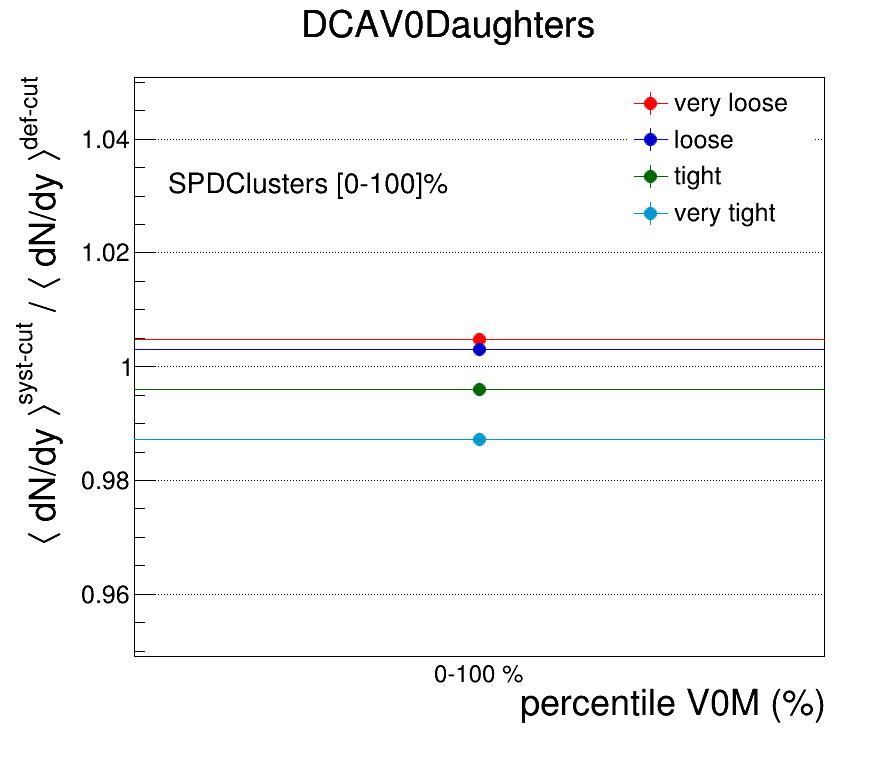 DCAV0Daughters
⟨ dN/dy ⟩^syst-cut / ⟨ dN/dy ⟩^def-cut
very loose
loose
tight
very tight
SPDClusters [0-100]%
1.04
1.02
1
0.98
0.96
0-100 %
percentile V0M (%)